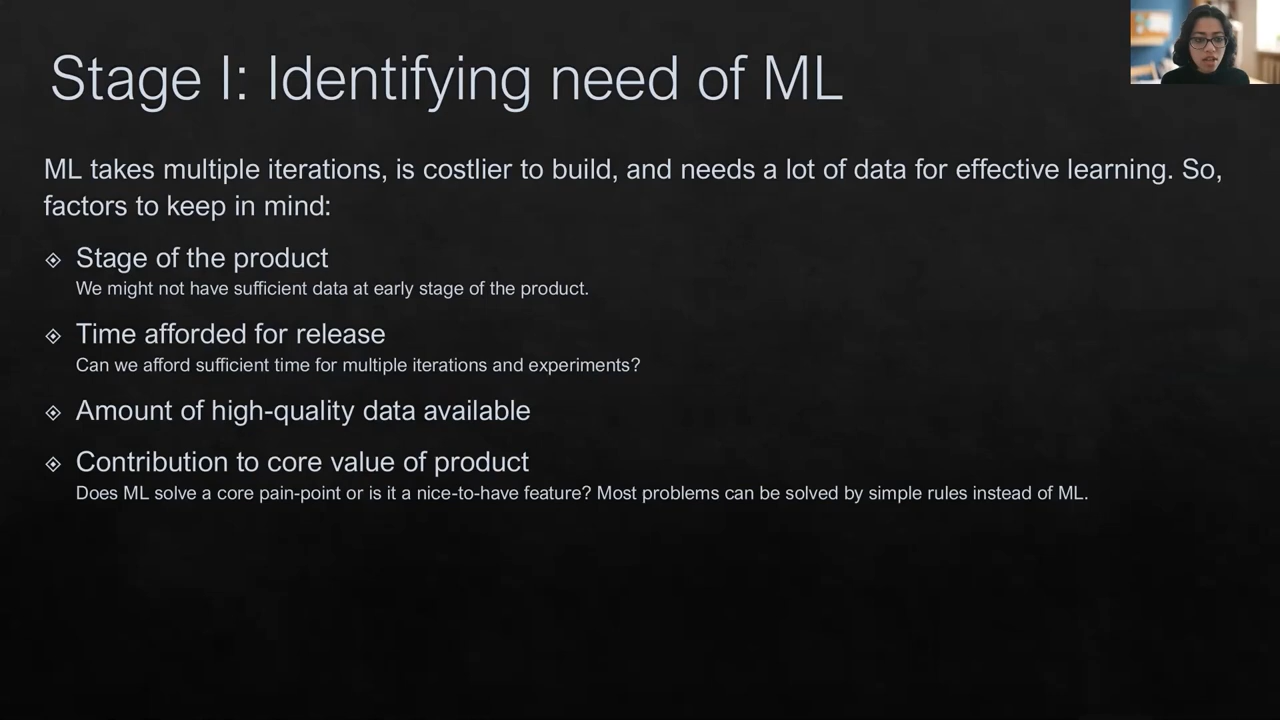 Stage I: Identifying need of ML
ML takes multiple iterations, is costlier to build, and needs a lot of data for effective learning. So,
factors to keep in mind:
Stage of the product
We might not have sufficient data at early stage of the product.
Time afforded for release
Can we afford sufficient time for multiple iterations and experiments?
Amount of high-quality data available
Contribution to core value of product
Does ML solve a core pain-point or is it a nice-to-have feature? Most problems can be solved by simple rules instead of ML.